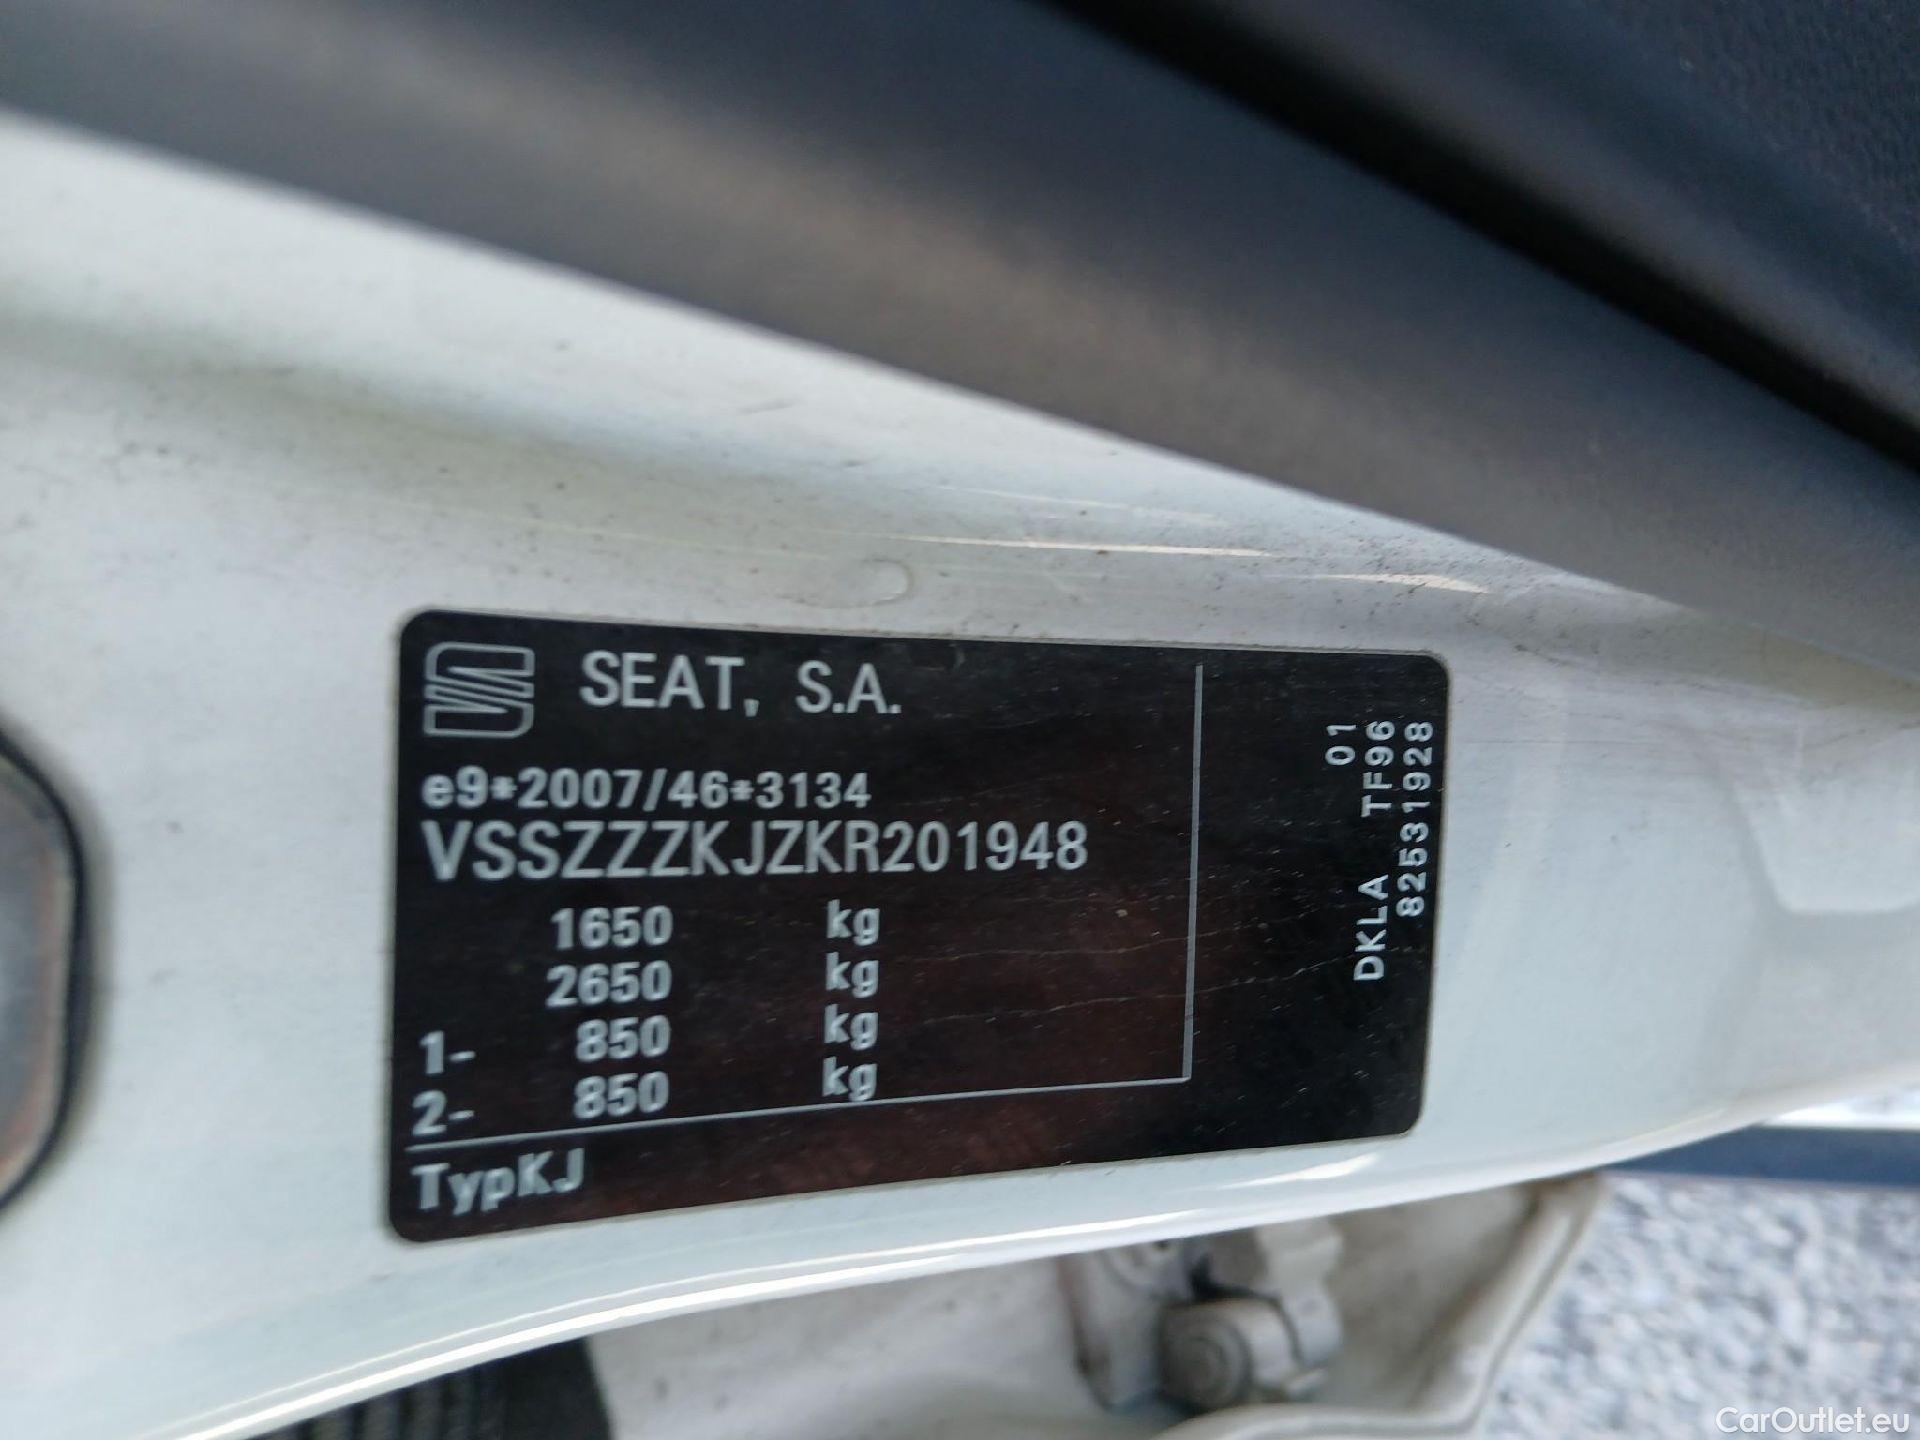 SEAT, S.A.
e9*2007/46*3134
VSSZZZKJZKR201948
1650 kg
2650 kg
1- 850 kg
2- 850 kg
TypKJ
01
DKLA TF96
82531928
CarOutlet.eu